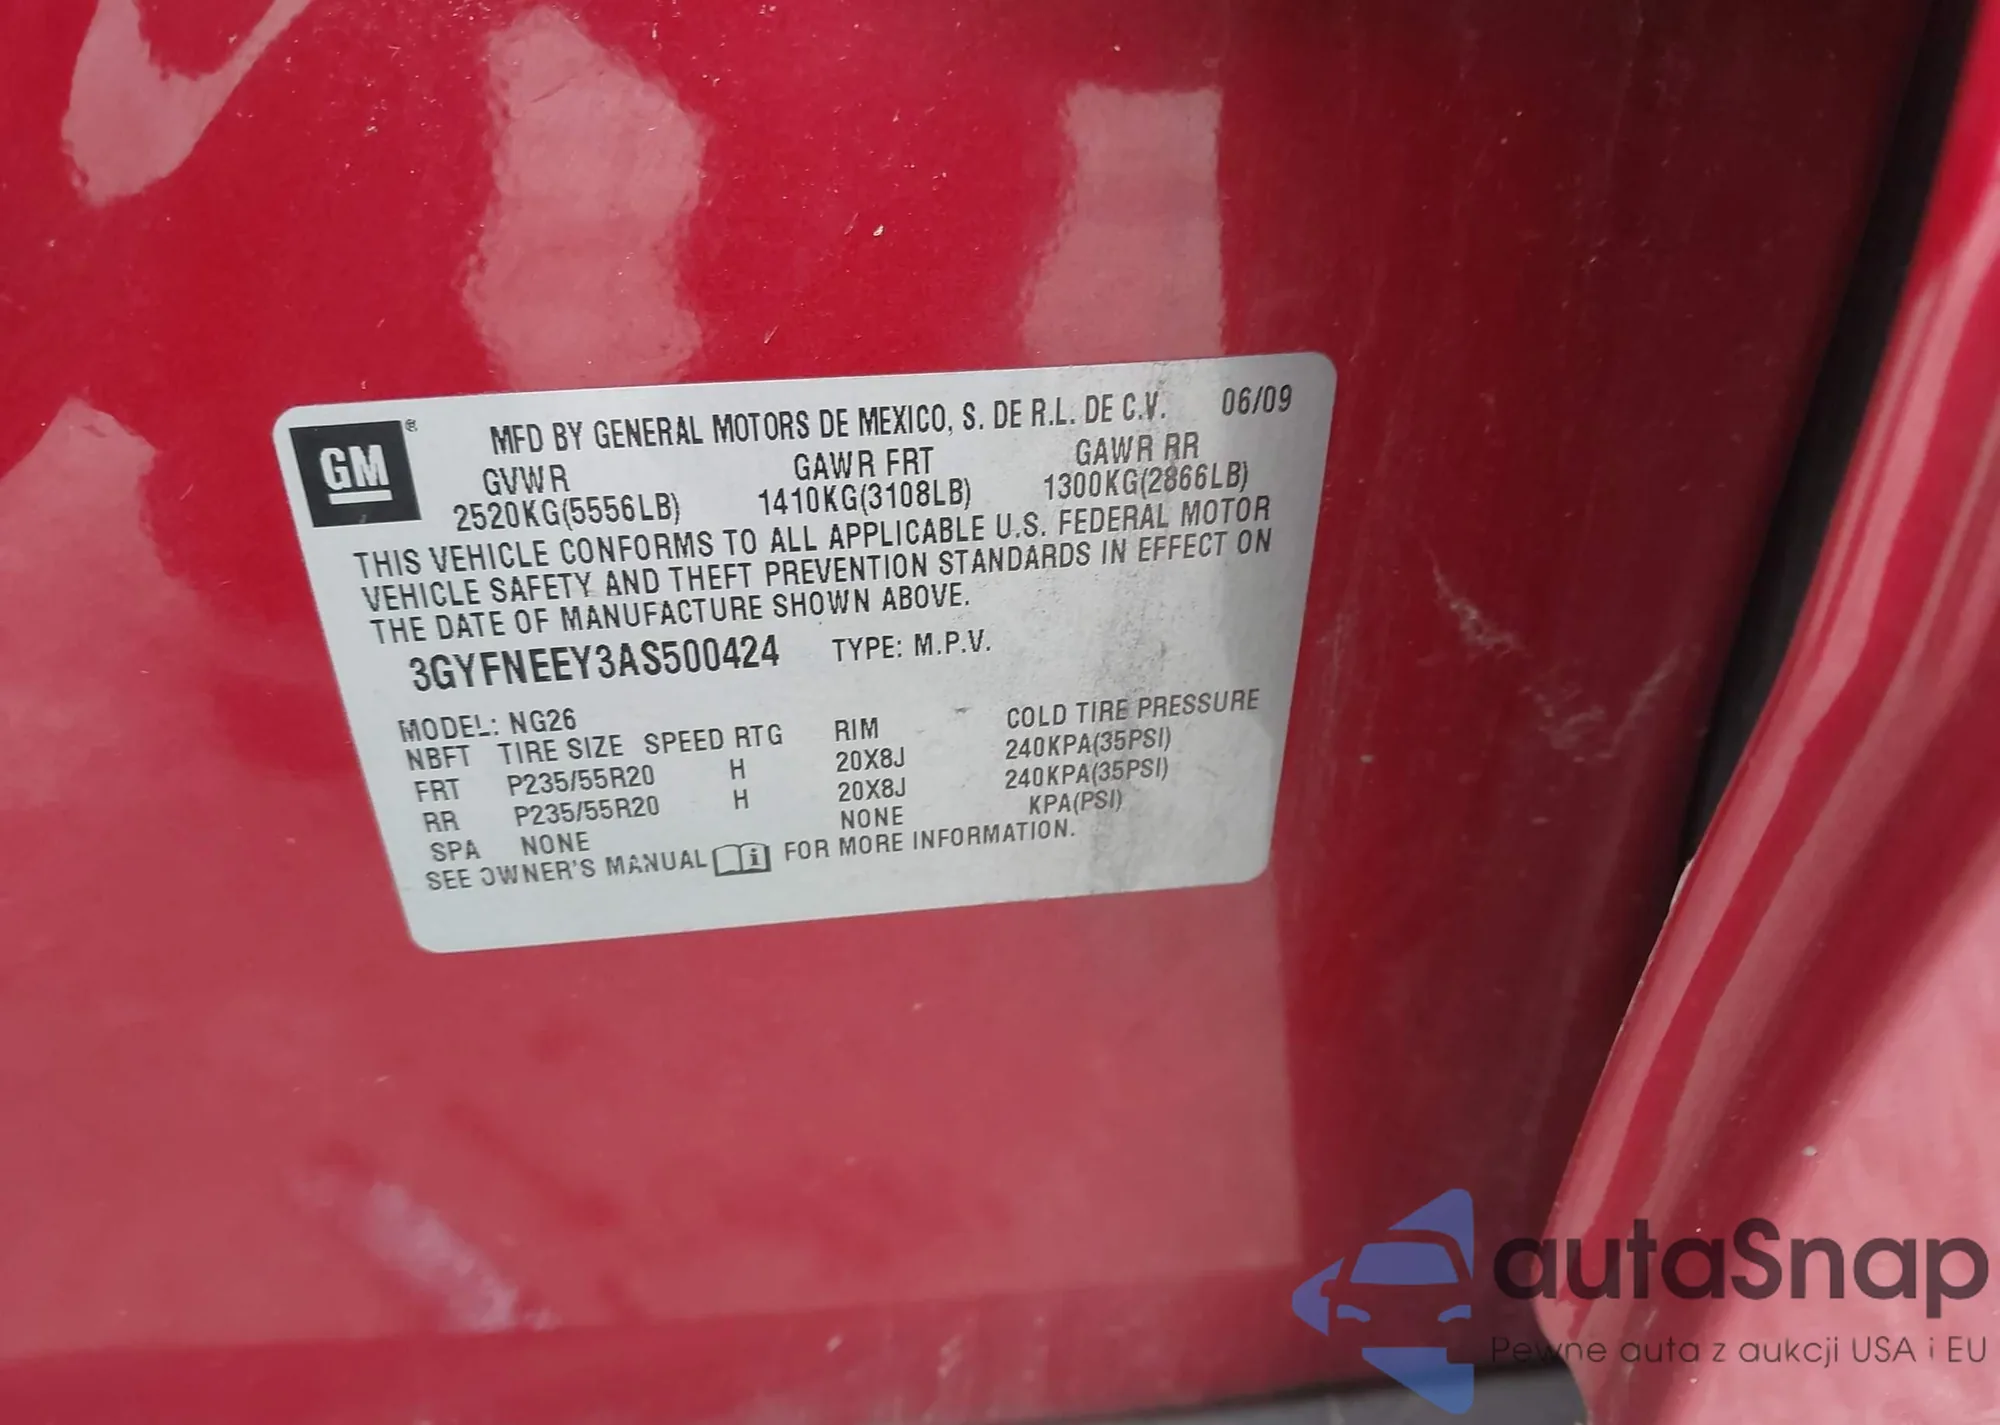 GM ®
MFD BY GENERAL MOTORS DE MEXICO, S. DE R.L. DE C.V. 06/09
GVWR GAWR FRT GAWR RR
2520KG(5556LB) 1410KG(3108LB) 1300KG(2866LB)
THIS VEHICLE CONFORMS TO ALL APPLICABLE U.S. FEDERAL MOTOR
VEHICLE SAFETY AND THEFT PREVENTION STANDARDS IN EFFECT ON
THE DATE OF MANUFACTURE SHOWN ABOVE.
3GYFNEEY3AS500424 TYPE: M.P.V.
MODEL: NG26
NBFT TIRE SIZE SPEED RTG RIM COLD TIRE PRESSURE
FRT P235/55R20 H 20X8J 240KPA(35PSI)
RR P235/55R20 H 20X8J 240KPA(35PSI)
SPA NONE NONE KPA(PSI)
SEE OWNER'S MANUAL i FOR MORE INFORMATION.
autaSnap
Pewne auta z aukcji USA i EU